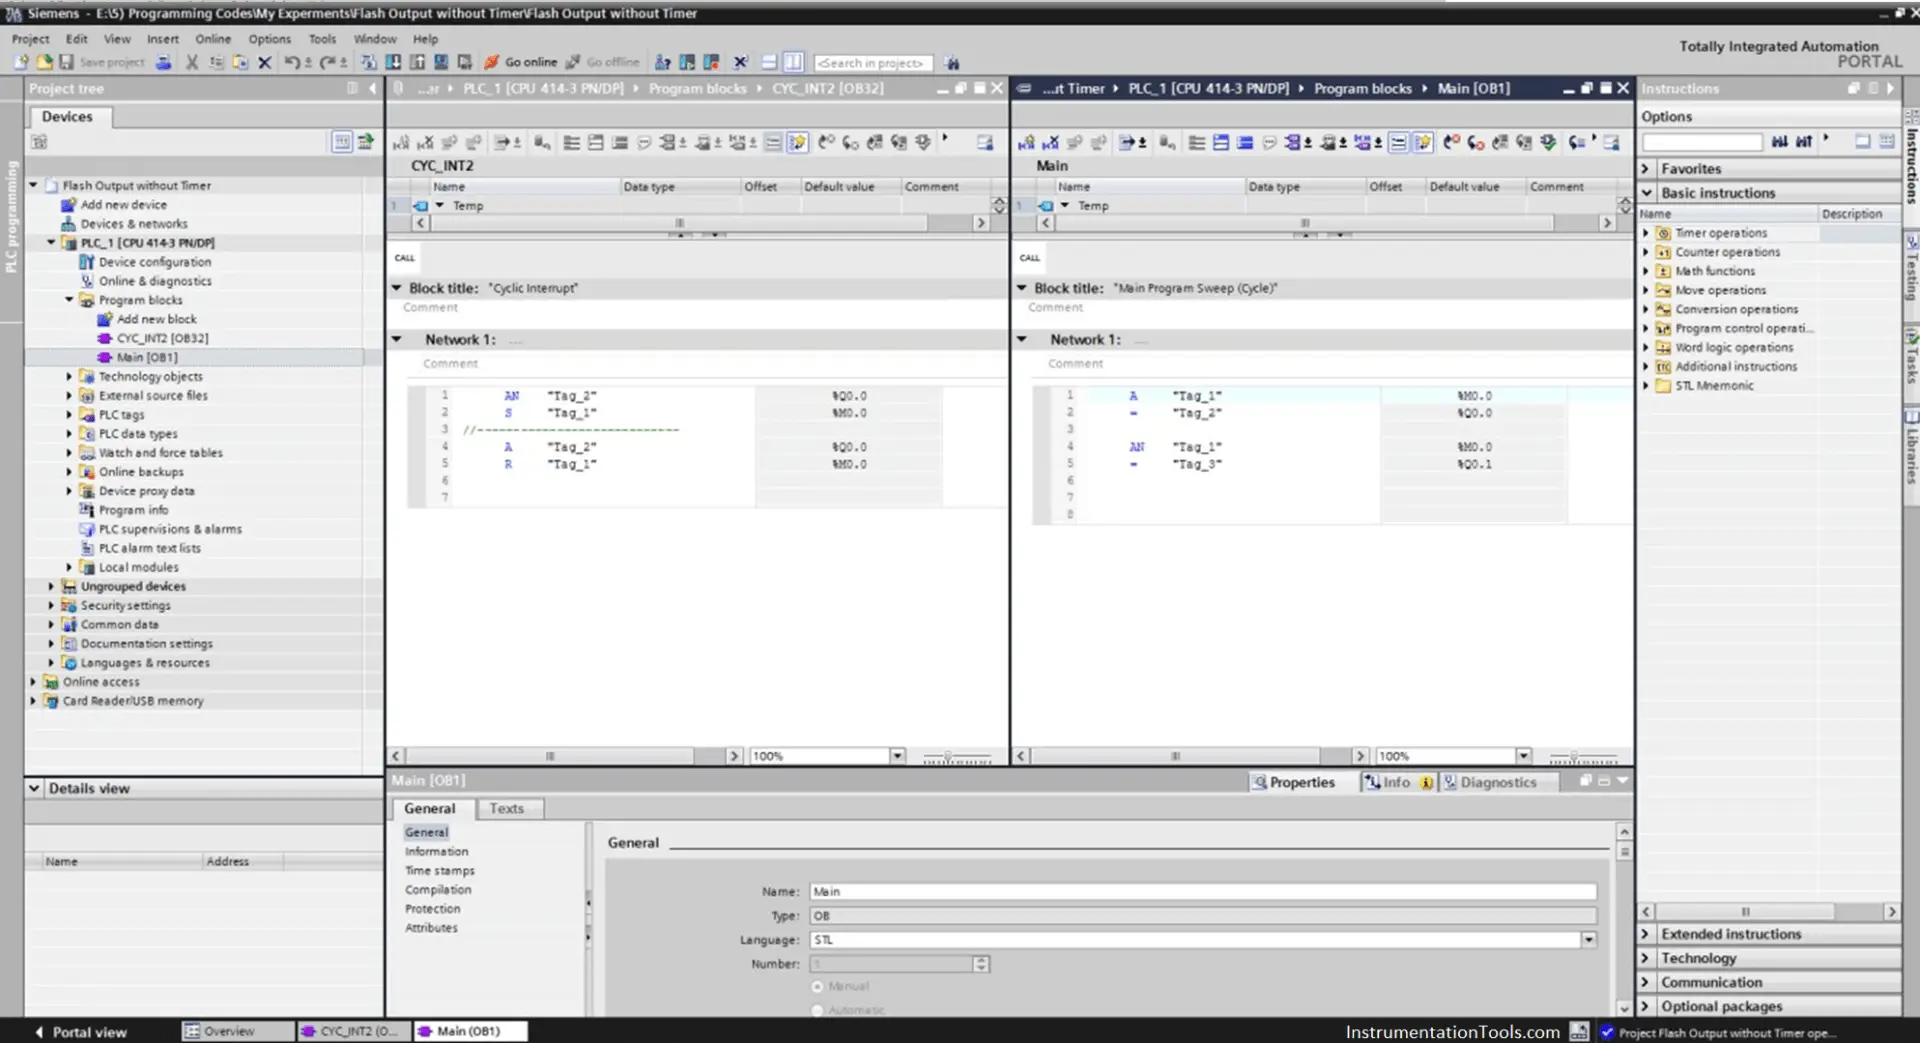 Siemens - E:\5) Programming Codes\My Experments\Flash Output without Timer\Flash Output without Timer
Project Edit View Insert Online Options Tools Window Help
Totally Integrated Automation
PORTAL
Save project Go online Go offline <Search in project>
Project tree
Devices
PLC programming
Flash Output without Timer
Add new device
Devices & networks
PLC_1 [CPU 414-3 PN/DP]
Device configuration
Online & diagnostics
Program blocks
Add new block
CYC_INT2 [OB32]
Main [OB1]
Technology objects
External source files
PLC tags
PLC data types
Watch and force tables
Online backups
Device proxy data
Program info
PLC supervisions & alarms
PLC alarm text lists
Local modules
Ungrouped devices
Security settings
Common data
Documentation settings
Languages & resources
Online access
Card Reader/USB memory
Details view
Name Address
...ar PLC_1 [CPU 414-3 PN/DP] Program blocks CYC_INT2 [OB32]
CYC_INT2
Name Data type Offset Default value Comment
1 Temp
CALL
Block title: "Cyclic Interrupt"
Comment
Network 1: ....
Comment
1 AN "Tag_2" %Q0.0
2 S "Tag_1" %M0.0
3 //----------------------------
4 A "Tag_2" %Q0.0
5 R "Tag_1" %M0.0
6
7
100%
...t Timer PLC_1 [CPU 414-3 PN/DP] Program blocks Main [OB1]
Main
Name Data type Offset Default value Comment
1 Temp
CALL
Block title: "Main Program Sweep (Cycle)"
Comment
Network 1: ....
Comment
1 A "Tag_1" %M0.0
2 = "Tag_2" %Q0.0
3
4 AN "Tag_1" %M0.0
5 = "Tag_3" %Q0.1
6
7
8
100%
Main [OB1]
Properties Info Diagnostics
General Texts
General
Information
Time stamps
Compilation
Protection
Attributes
General
Name: Main
Type: OB
Language: STL
Number: 1
Manual
Automatic
Instructions
Options
Favorites
Basic instructions
Name Description
Timer operations
Counter operations
Math functions
Move operations
Conversion operations
Program control operati...
Word logic operations
Additional instructions
STL Mnemonic
Extended instructions
Technology
Communication
Optional packages
Instructions
Testing
Tasks
Libraries
Portal view Overview CYC_INT2 (O... Main (OB1)
InstrumentationTools.com
Project Flash Output without Timer ope...